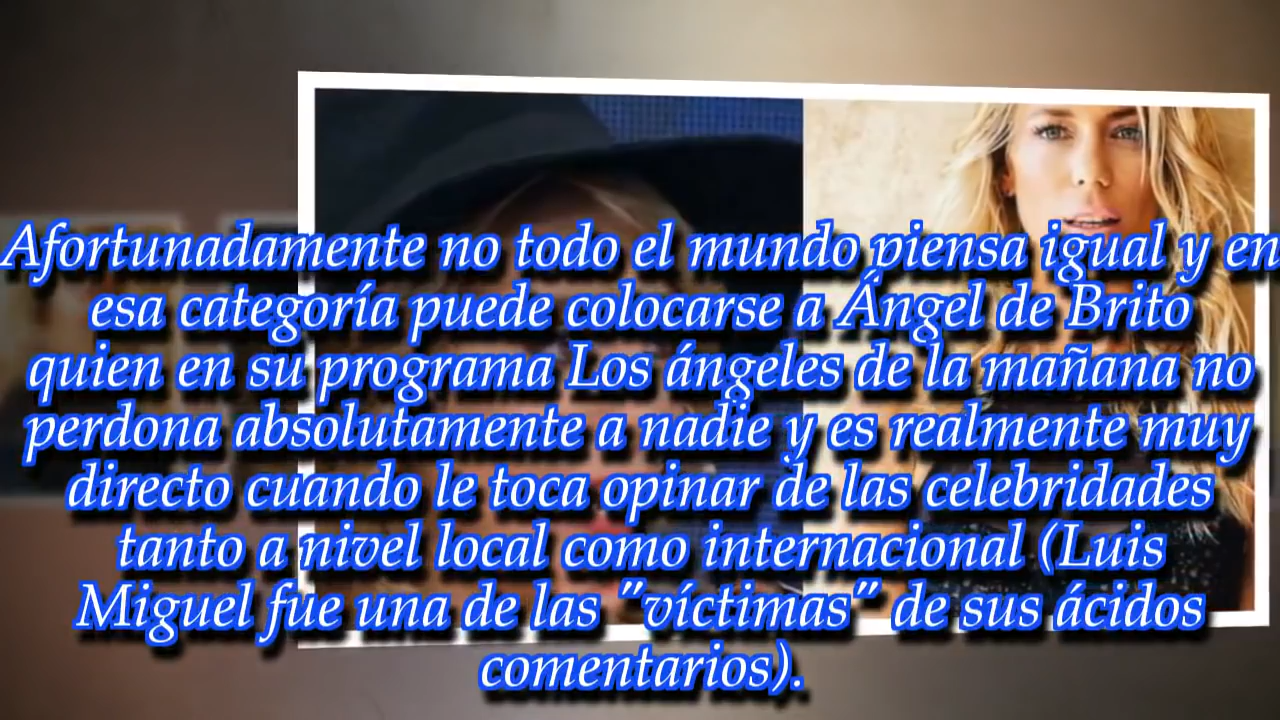 Afortunadamente no todo el mundo piensa igual y en
esa categoría puede colocarse a Ángel de Brito
quien en su programa Los ángeles de la mañana no
perdona absolutamente a nadie y es realmente muy
directo cuando le toca opinar de las celebridades
tanto a nivel local como internacional (Luis
Miguel fue una de las "víctimas" de sus ácidos
comentarios).